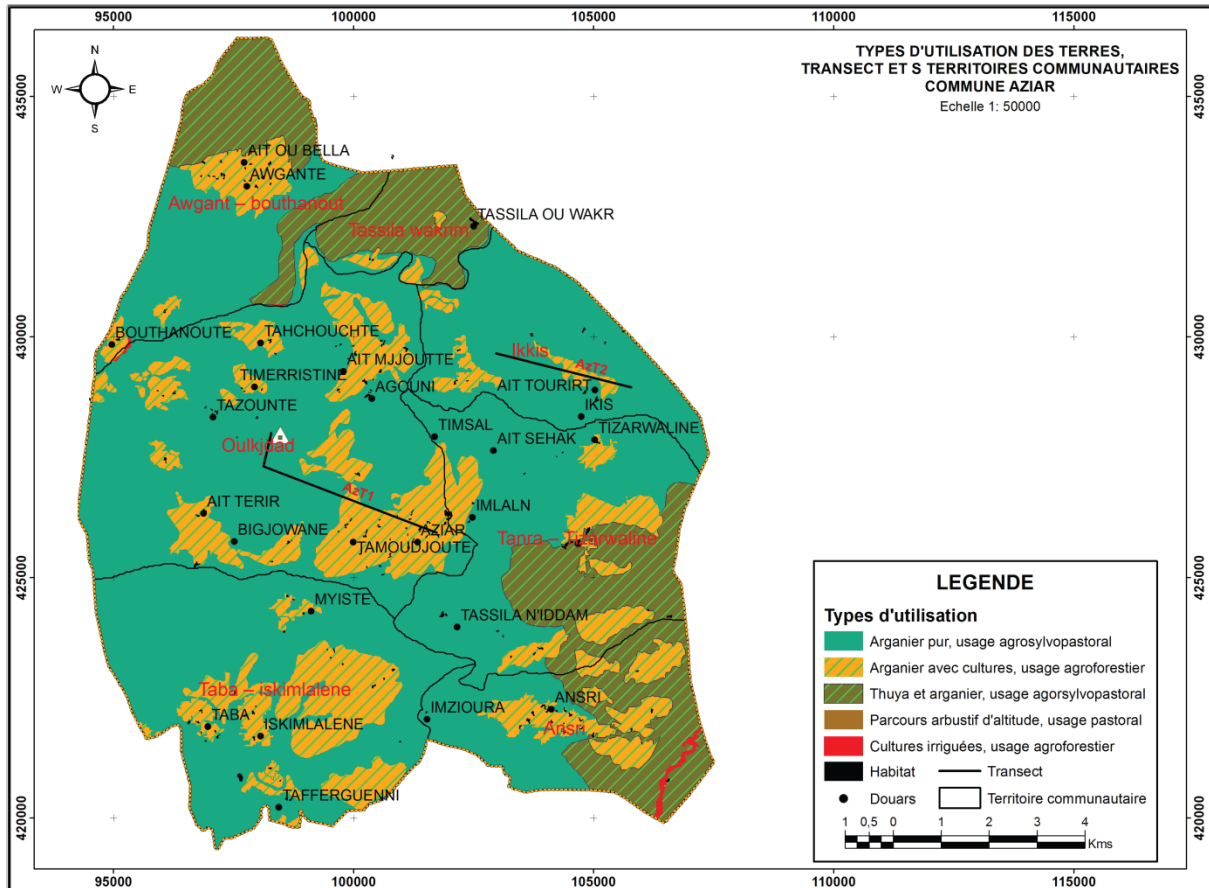 95000 100000 105000 110000 115000
TYPES D'UTILISATION DES TERRES,
TRANSECT ET S TERRITOIRES COMMUNAUTAIRES
COMMUNE AZIAR
Echelle 1: 50000
N
W E
S
435000 435000
AIT OU BELLA
AWGANTE
Awgant – bouthanout
TASSILA OU WAKR
Tassila wakrim
430000 430000
BOUTHANOUTE
TAHCHOUCHTE
Ikkis
AIT MJJOUTTE
AzT2
TIMERRISTINE
AGOUNI
AIT TOURIRT
TAZOUNTE
IKIS
TIMSAL
TIZARWALINE
Oulkjdad
AIT SEHAK
AzT1
AIT TERIR
IMLALN
BIGJOWANE
AZIAR
TAMOUDJOUTE
Tanra – Tizarwaline
425000 425000
MYISTE
TASSILA N'IDDAM
Taba – iskimlalene
TABA
ISKIMLALENE
IMZIOURA
ANSRI
Ansri
TAFFERGUENNI
420000 420000
LEGENDE
Types d'utilisation
Arganier pur, usage agrosylvopastoral
Arganier avec cultures, usage agroforestier
Thuya et arganier, usage agorsylvopastoral
Parcours arbustif d'altitude, usage pastoral
Cultures irriguées, usage agroforestier
Habitat Transect
Douars Territoire communautaire
1 0,5 0 1 2 3 4
Kms
95000 100000 105000 110000 115000